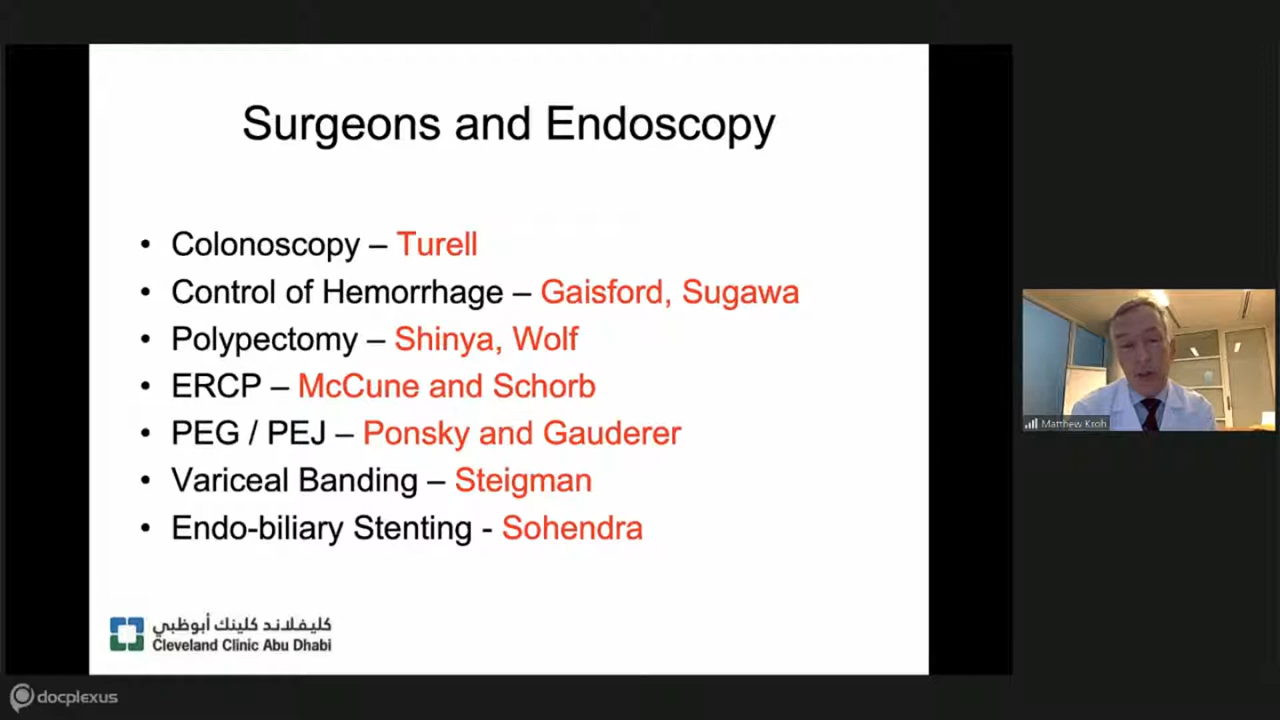 Surgeons and Endoscopy
• Colonoscopy – Turell
• Control of Hemorrhage – Gaisford, Sugawa
• Polypectomy – Shinya, Wolf
• ERCP – McCune and Schorb
• PEG / PEJ – Ponsky and Gauderer
• Variceal Banding – Steigman
• Endo-biliary Stenting - Sohendra
كليفلاند كلينك أبوظبي
Cleveland Clinic Abu Dhabi
Matthew Kroh
docplexus